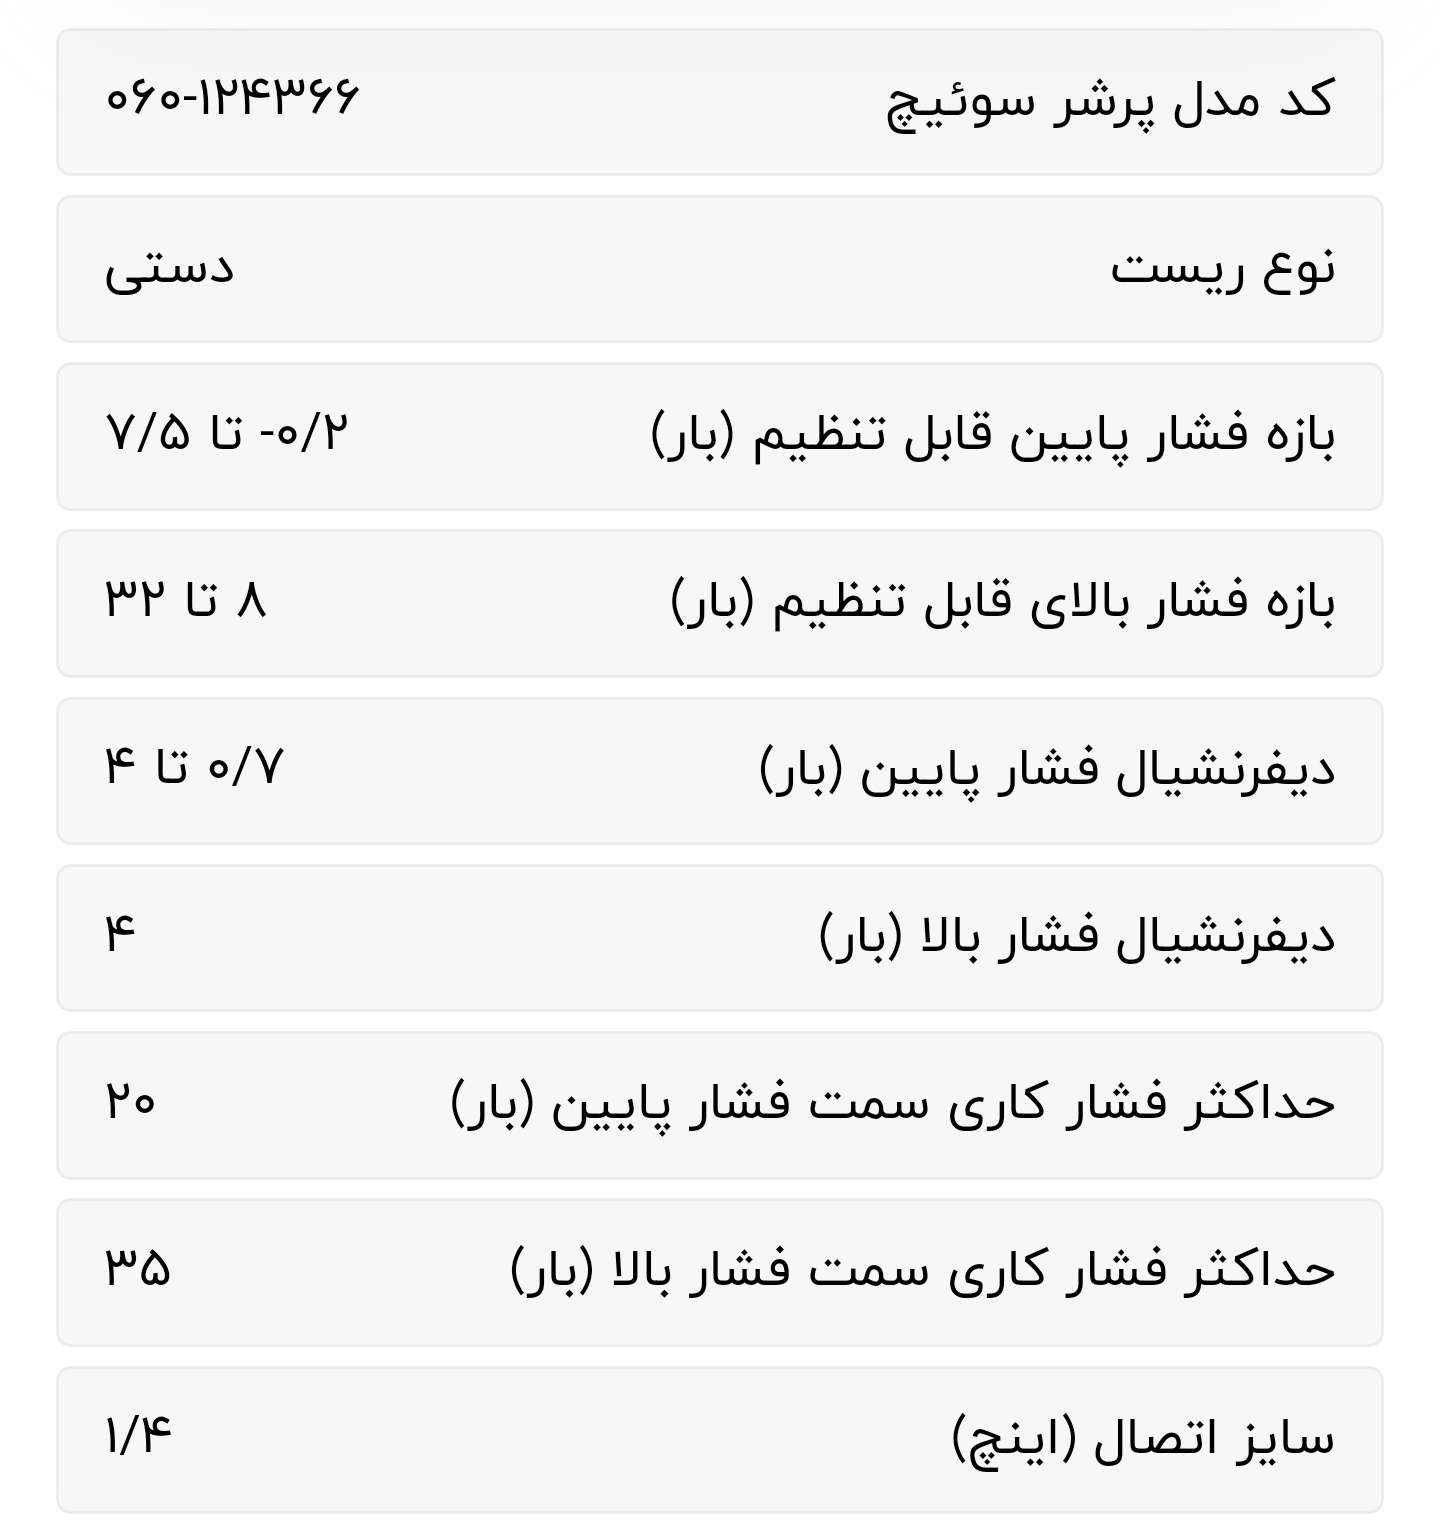 کد مدل پرشر سوئیچ ۰۶۰-۱۲۴۳۶۶
نوع ریست دستی
بازه فشار پایین قابل تنظیم (بار) ۰/۲- تا ۷/۵
بازه فشار بالای قابل تنظیم (بار) ۸ تا ۳۲
دیفرنشیال فشار پایین (بار) ۰/۷ تا ۴
دیفرنشیال فشار بالا (بار) ۴
حداکثر فشار کاری سمت فشار پایین (بار) ۲۰
حداکثر فشار کاری سمت فشار بالا (بار) ۳۵
سایز اتصال (اینچ) ۱/۴